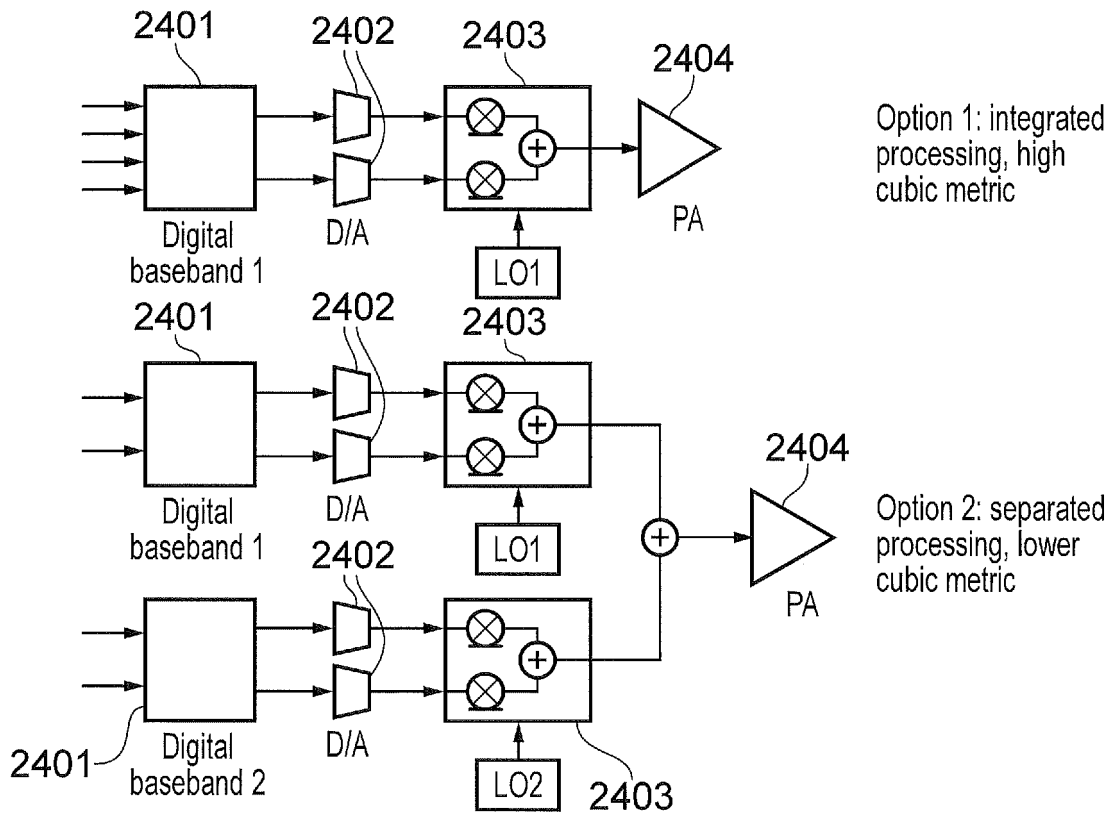 2401
2402
2403
2404
Digital
baseband 1
D/A
LO1
PA
Option 1: integrated
processing, high
cubic metric
2401
2402
2403
Digital
baseband 1
D/A
LO1
2404
PA
Option 2: separated
processing, lower
cubic metric
2402
2401
Digital
baseband 2
D/A
LO2
2403